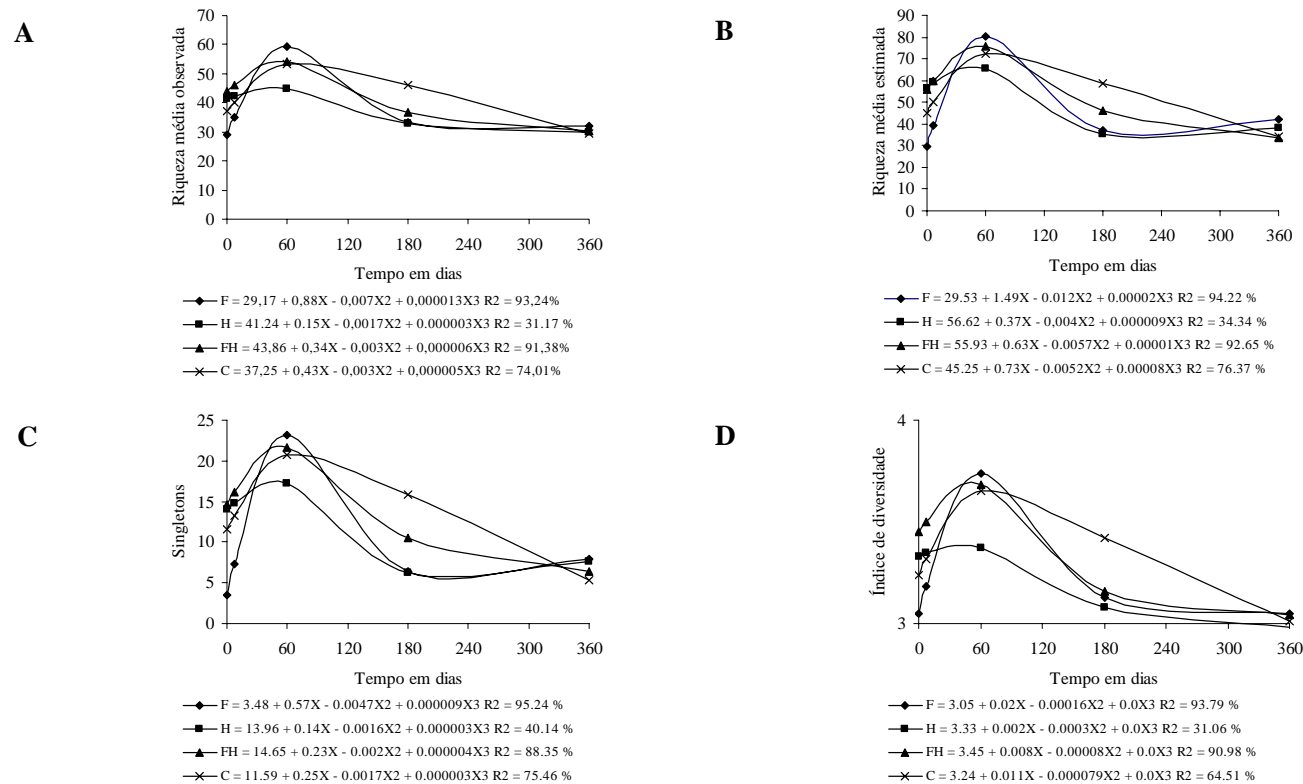 A
Riqueza média observada
70
60
50
40
30
20
10
0
0 60 120 180 240 300 360
Tempo em dias
F = 29,17 + 0,88X - 0,007X2 + 0,000013X3 R2 = 93,24%
H = 41.24 + 0.15X - 0,0017X2 + 0.000003X3 R2 = 31.17 %
FH = 43,86 + 0,34X - 0,003X2 + 0,000006X3 R2 = 91,38%
C = 37,25 + 0,43X - 0,003X2 + 0,000005X3 R2 = 74,01%
B
Riqueza média estimada
90
80
70
60
50
40
30
20
10
0
0 60 120 180 240 300 360
Tempo em dias
F = 29.53 + 1.49X - 0.012X2 + 0.00002X3 R2 = 94.22 %
H = 56.62 + 0.37X - 0,004X2 + 0.000009X3 R2 = 34.34 %
FH = 55.93 + 0.63X - 0.0057X2 + 0.00001X3 R2 = 92.65 %
C = 45.25 + 0.73X - 0.0052X2 + 0.00008X3 R2 = 76.37 %
C
Singletons
25
20
15
10
5
0
0 60 120 180 240 300 360
Tempo em dias
F = 3.48 + 0.57X - 0.0047X2 + 0.000009X3 R2 = 95.24 %
H = 13.96 + 0.14X - 0.0016X2 + 0.000003X3 R2 = 40.14 %
FH = 14.65 + 0.23X - 0.002X2 + 0.000004X3 R2 = 88.35 %
C = 11.59 + 0.25X - 0.0017X2 + 0.000003X3 R2 = 75.46 %
D
Índice de diversidade
4
3
0 60 120 180 240 300 360
Tempo em dias
F = 3.05 + 0.02X - 0.00016X2 + 0.0X3 R2 = 93.79 %
H = 3.33 + 0.002X - 0.0003X2 + 0.0X3 R2 = 31.06 %
FH = 3.45 + 0.008X - 0.00008X2 + 0.0X3 R2 = 90.98 %
C = 3.24 + 0.011X - 0.000079X2 + 0.0X3 R2 = 64.51 %